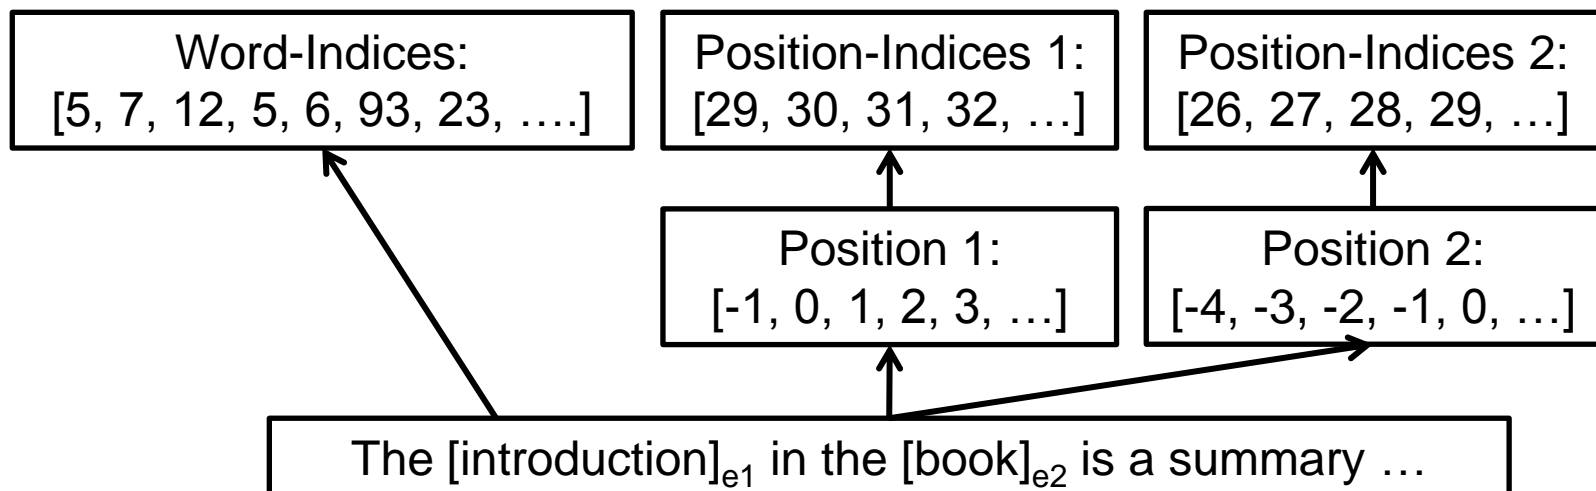 Word-Indices:
[5, 7, 12, 5, 6, 93, 23, ….]
Position-Indices 1:
[29, 30, 31, 32, …]
Position-Indices 2:
[26, 27, 28, 29, …]
Position 1:
[-1, 0, 1, 2, 3, …]
Position 2:
[-4, -3, -2, -1, 0, …]
The [introduction]e1 in the [book]e2 is a summary …